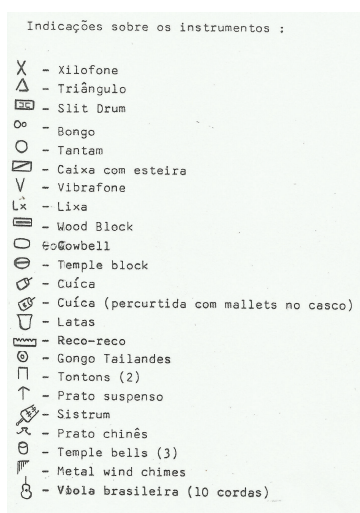 Indicações sobre os instrumentos :
X - Xilofone
- Triângulo
- Slit Drum
- Bongo
- Tantam
- Caixa com esteira
V - Vibrafone
Lx - Lixa
- Wood Block
- Cowbell
- Temple block
- Cuíca
- Cuíca (percurtida com mallets no casco)
- Latas
- Reco-reco
- Gongo Tailandes
- Tontons (2)
- Prato suspenso
- Sistrum
- Prato chinês
- Temple bells (3)
- Metal wind chimes
- Viola brasileira (10 cordas)